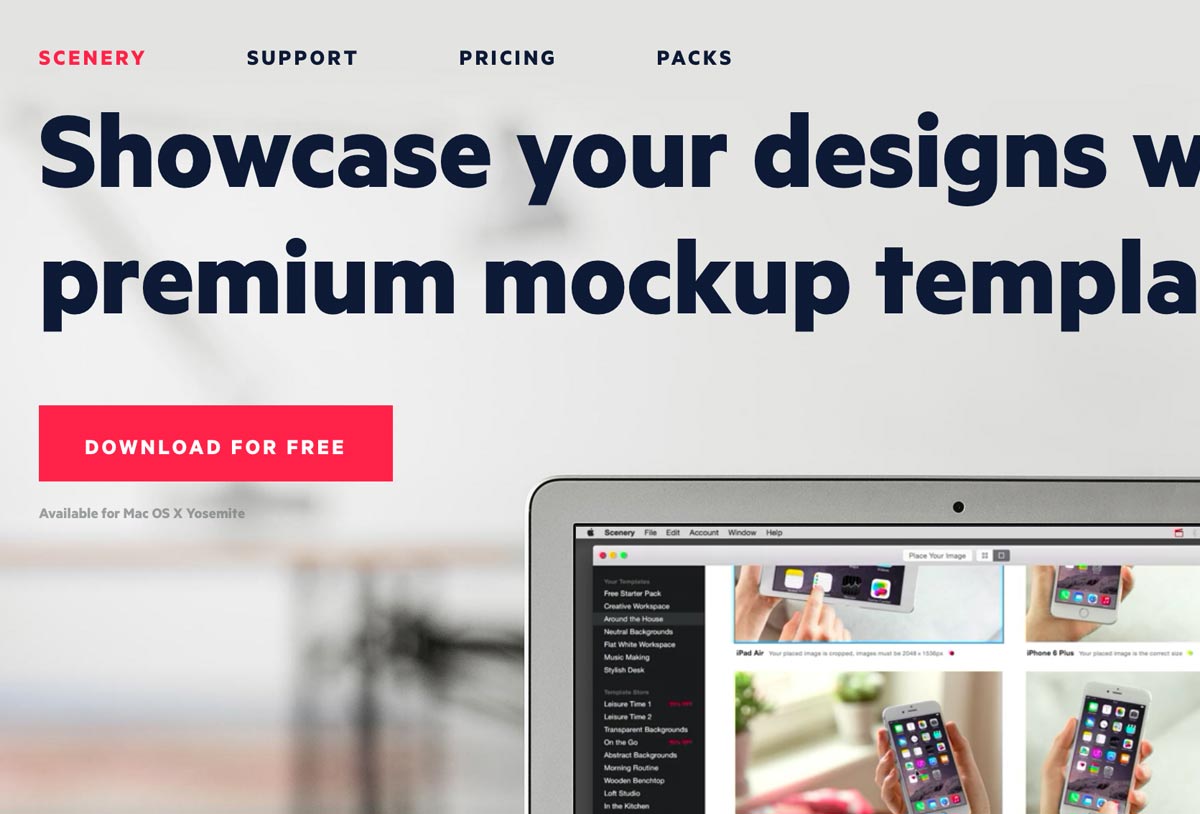 SCENERY SUPPORT PRICING PACKS
Showcase your designs w
premium mockup templa
DOWNLOAD FOR FREE
Available for Mac OS X Yosemite
Scenery File Edit Account Window Help
Place Your Image
Your Templates
Free Starter Pack
Creative Workspace
Around the House
Neutral Backgrounds
Flat White Workspace
Music Making
Stylish Desk
Template Store
Leisure Time 1
Leisure Time 2
Transparent Backgrounds
On the Go
Abstract Backgrounds
Morning Routine
Wooden Benchtop
Loft Studio
In the Kitchen
iPad Air Your placed image is cropped, images must be 2048 x 1536px
iPhone 6 Plus Your placed image is the correct size